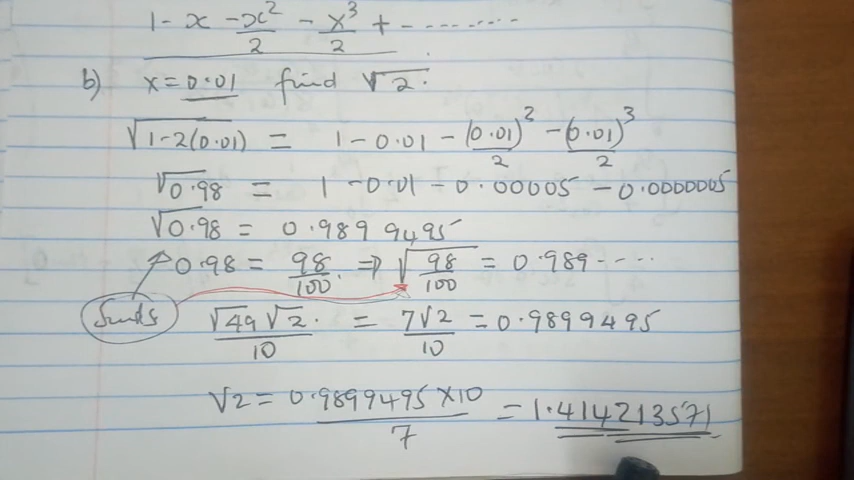 1 - x - x²/2 - x³/2 + - - - - - - - -
b) x = 0.01 find √2.
√(1-2(0.01)) = 1 - 0.01 - (0.01)²/2 - (0.01)³/2
√0.98 = 1 - 0.01 - 0.00005 - 0.0000005
√0.98 = 0.9899495
0.98 = 98/100. ⇒ √(98/100) = 0.989 - - - -
Surds √49 √2./10 = 7√2/10 = 0.9899495
√2 = 0.9899495 × 10/7 = 1.414213571